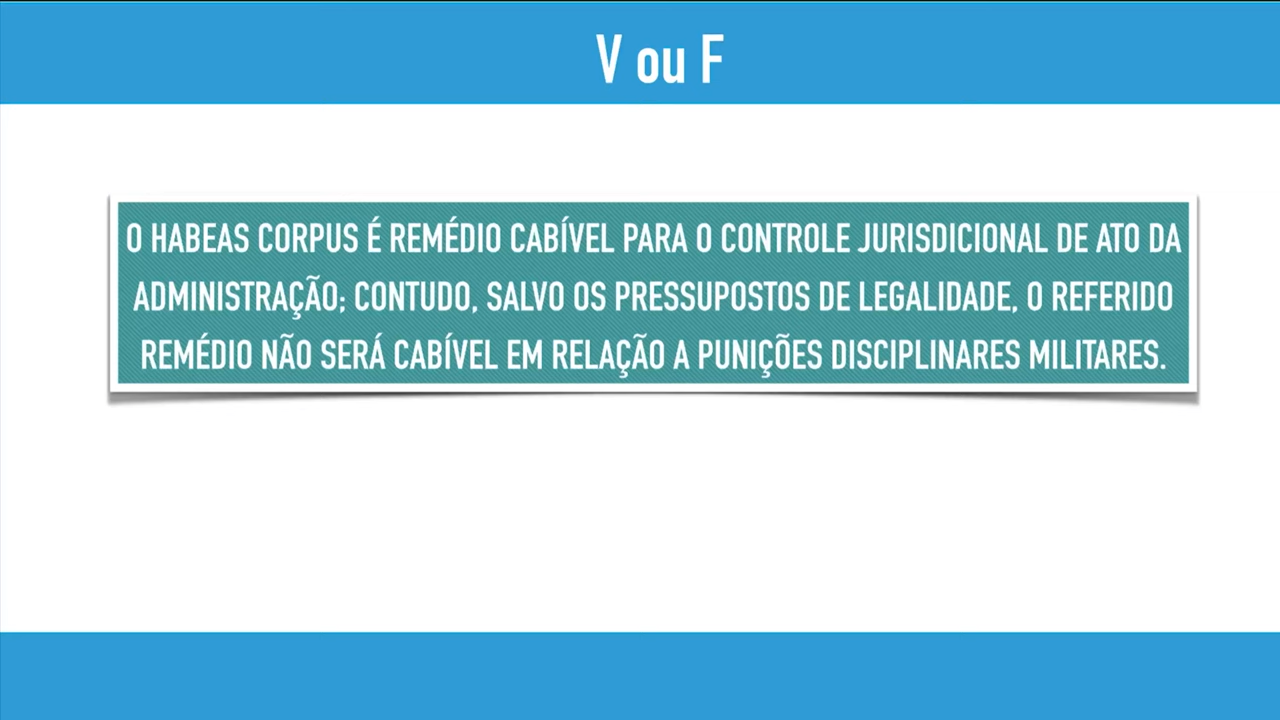 V ou F
O HABEAS CORPUS É REMÉDIO CABÍVEL PARA O CONTROLE JURISDICIONAL DE ATO DA
ADMINISTRAÇÃO; CONTUDO, SALVO OS PRESSUPOSTOS DE LEGALIDADE, O REFERIDO
REMÉDIO NÃO SERÁ CABÍVEL EM RELAÇÃO A PUNIÇÕES DISCIPLINARES MILITARES.